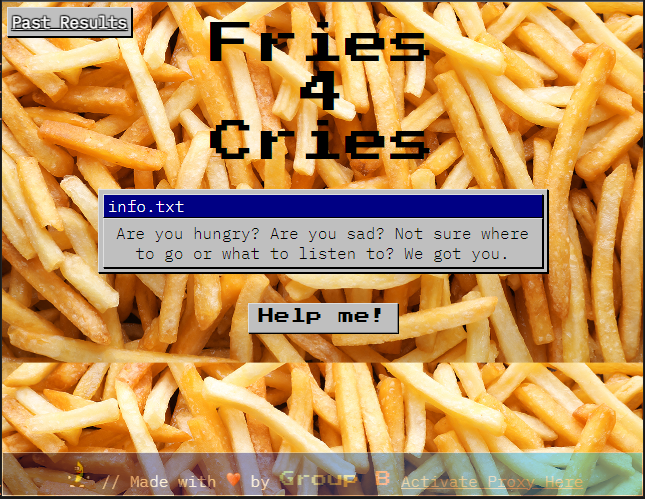 Past Results
Fries
4
Cries
info.txt
Are you hungry? Are you sad? Not sure where
to go or what to listen to? We got you.
Help me!
// Made with ❤️ by Group B Activate Proxy Here